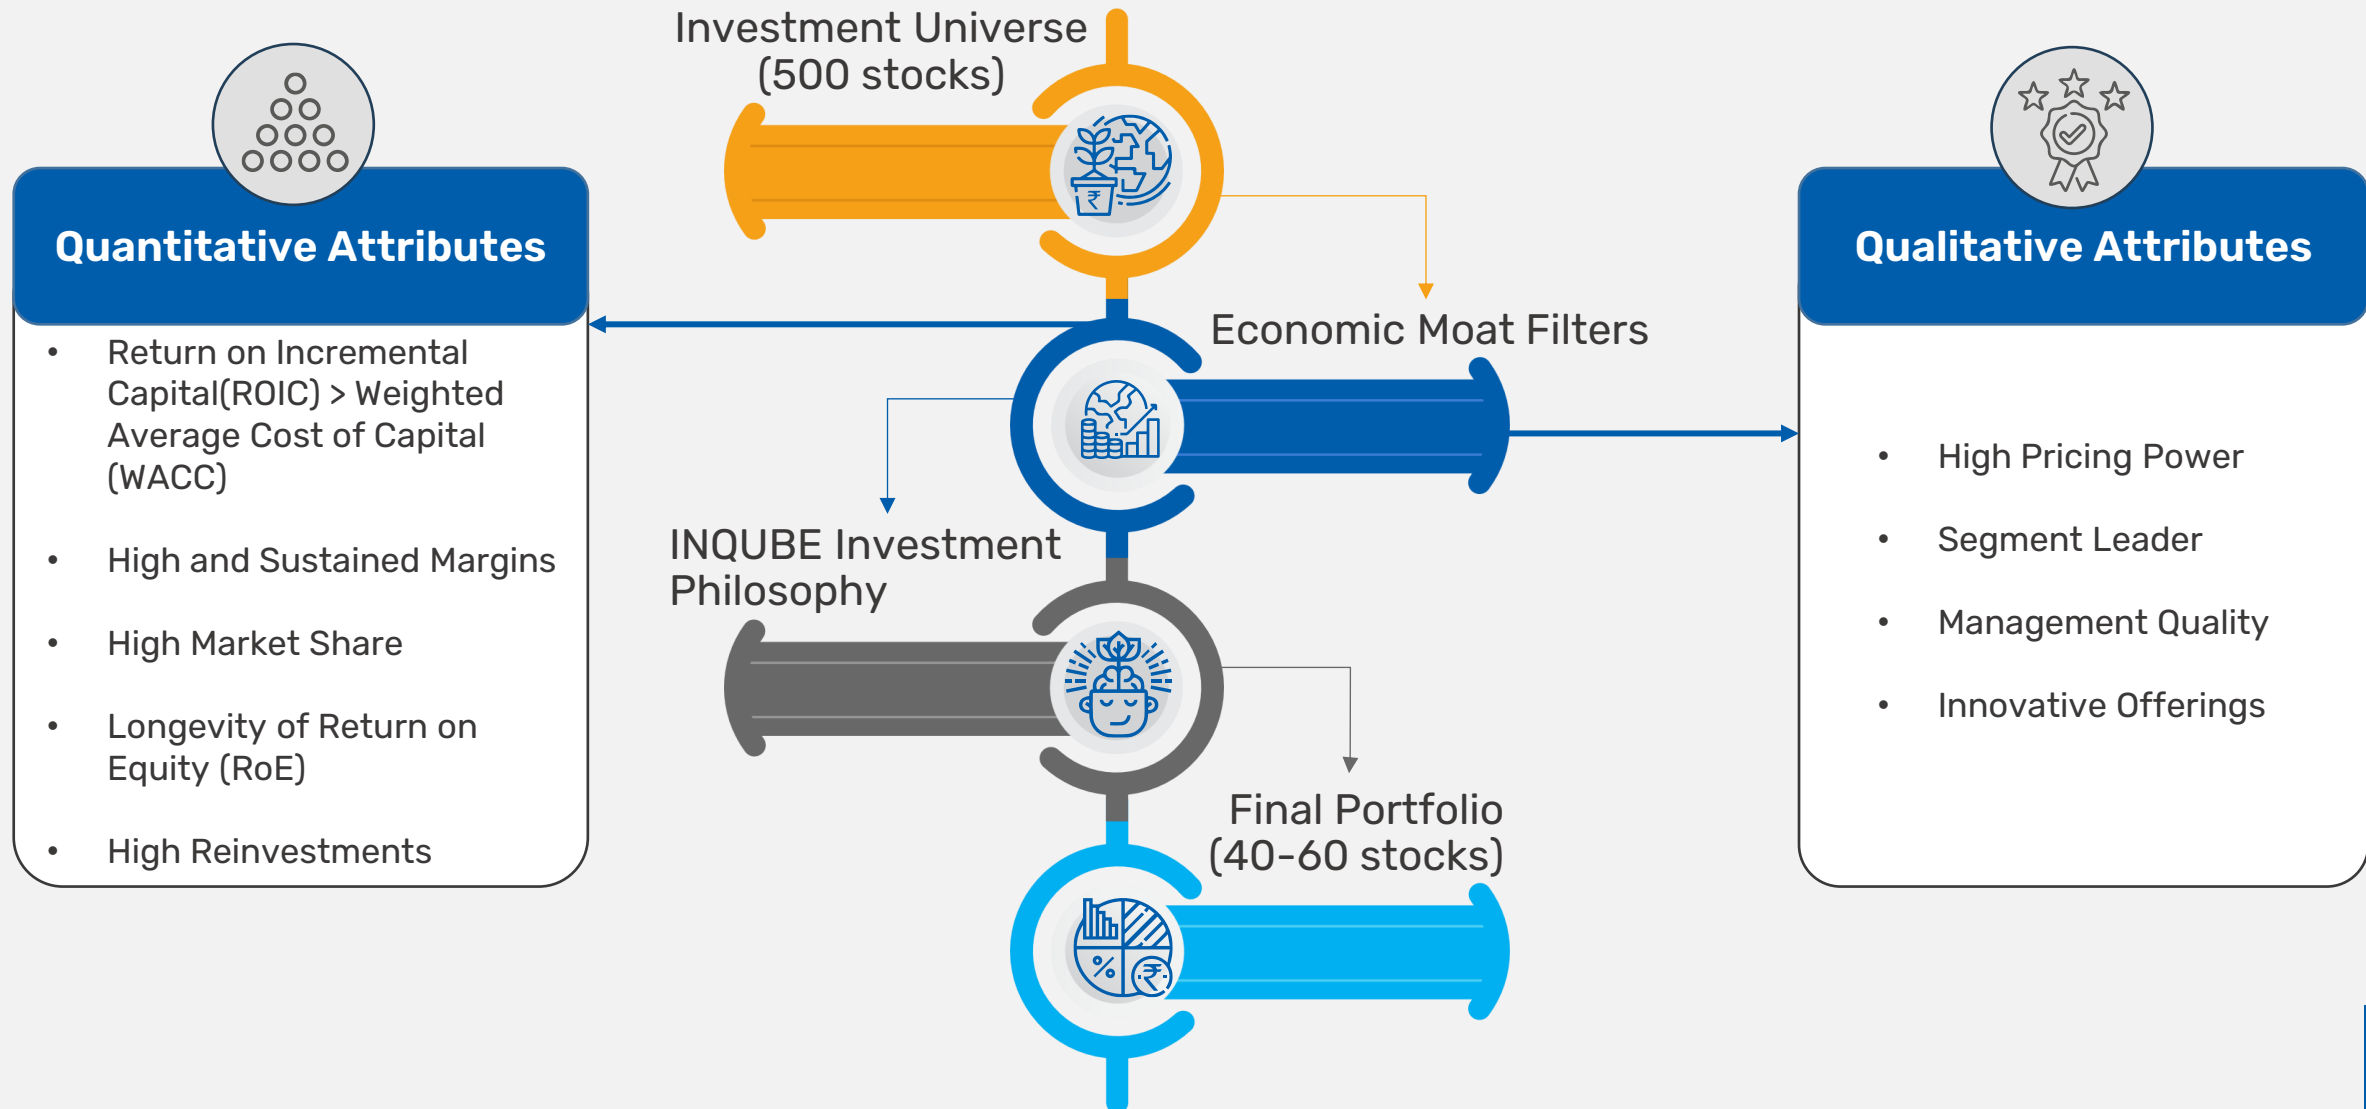 Investment Universe
(500 stocks)
₹
Quantitative Attributes
• Return on Incremental
Capital(ROIC) > Weighted
Average Cost of Capital
(WACC)
• High and Sustained Margins
• High Market Share
• Longevity of Return on
Equity (RoE)
• High Reinvestments
Economic Moat Filters
INQUBE Investment
Philosophy
Final Portfolio
(40-60 stocks)
%
₹
Qualitative Attributes
• High Pricing Power
• Segment Leader
• Management Quality
• Innovative Offerings